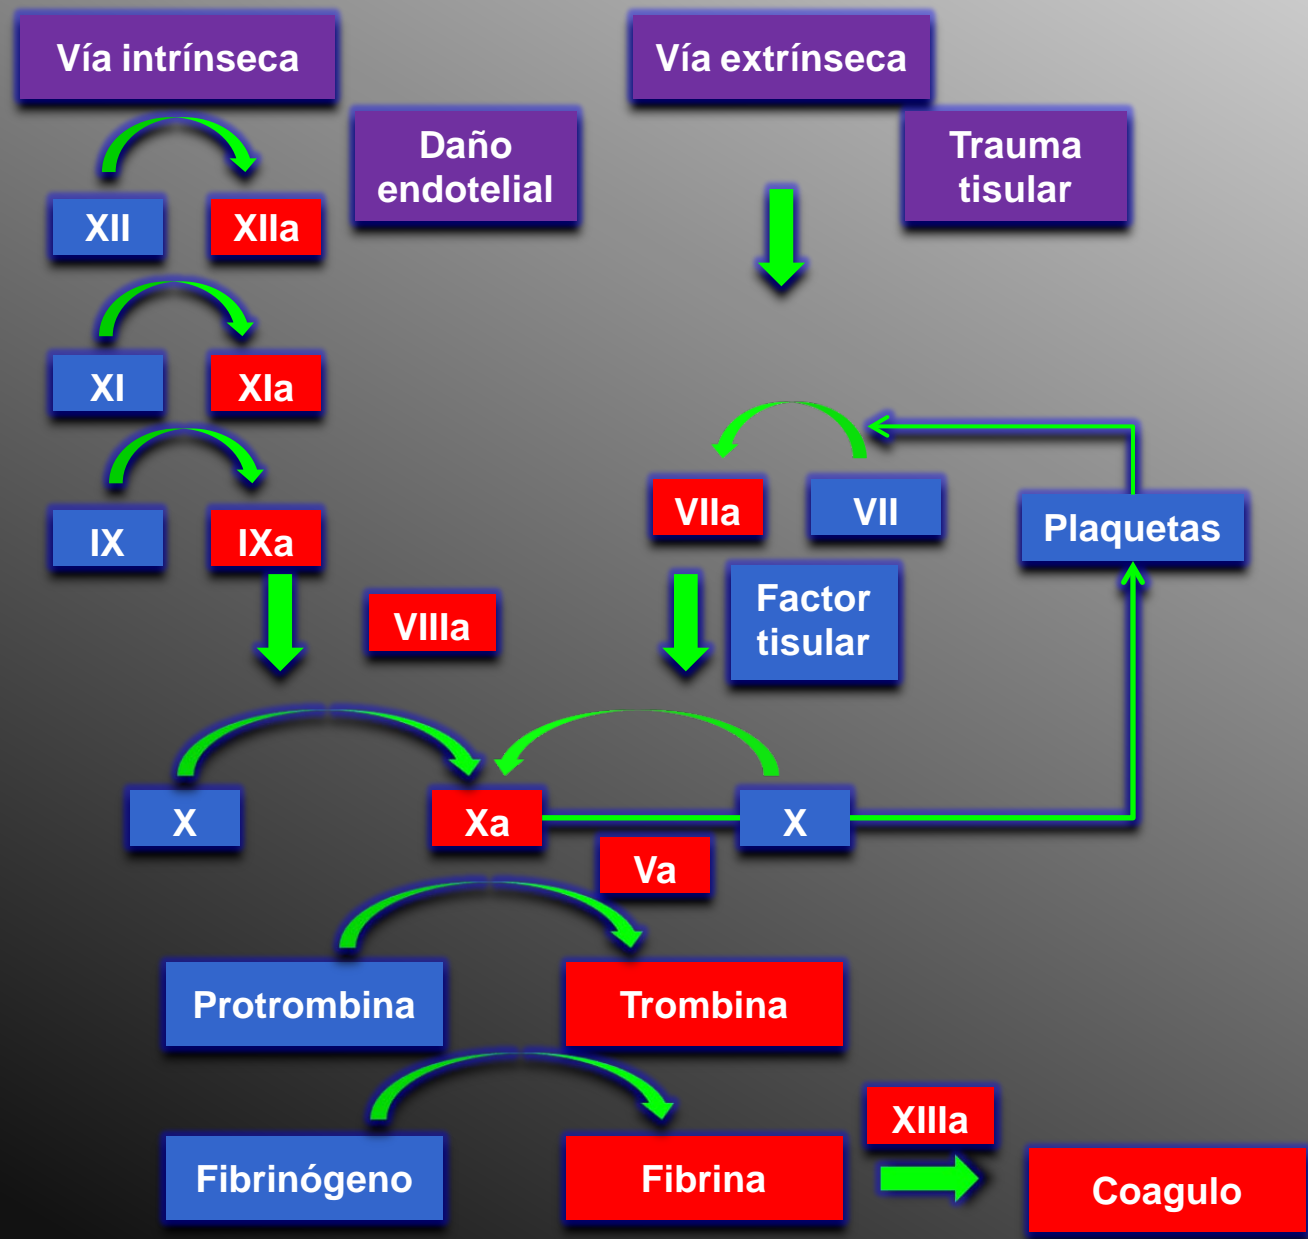 Vía intrínseca
Vía extrínseca
Daño
endotelial
Trauma
tisular
XII
XIIa
XI
XIa
IX
IXa
VIIa
VII
Plaquetas
Factor
tisular
VIIIa
X
Xa
X
Va
Protrombina
Trombina
XIIIa
Fibrinógeno
Fibrina
Coagulo